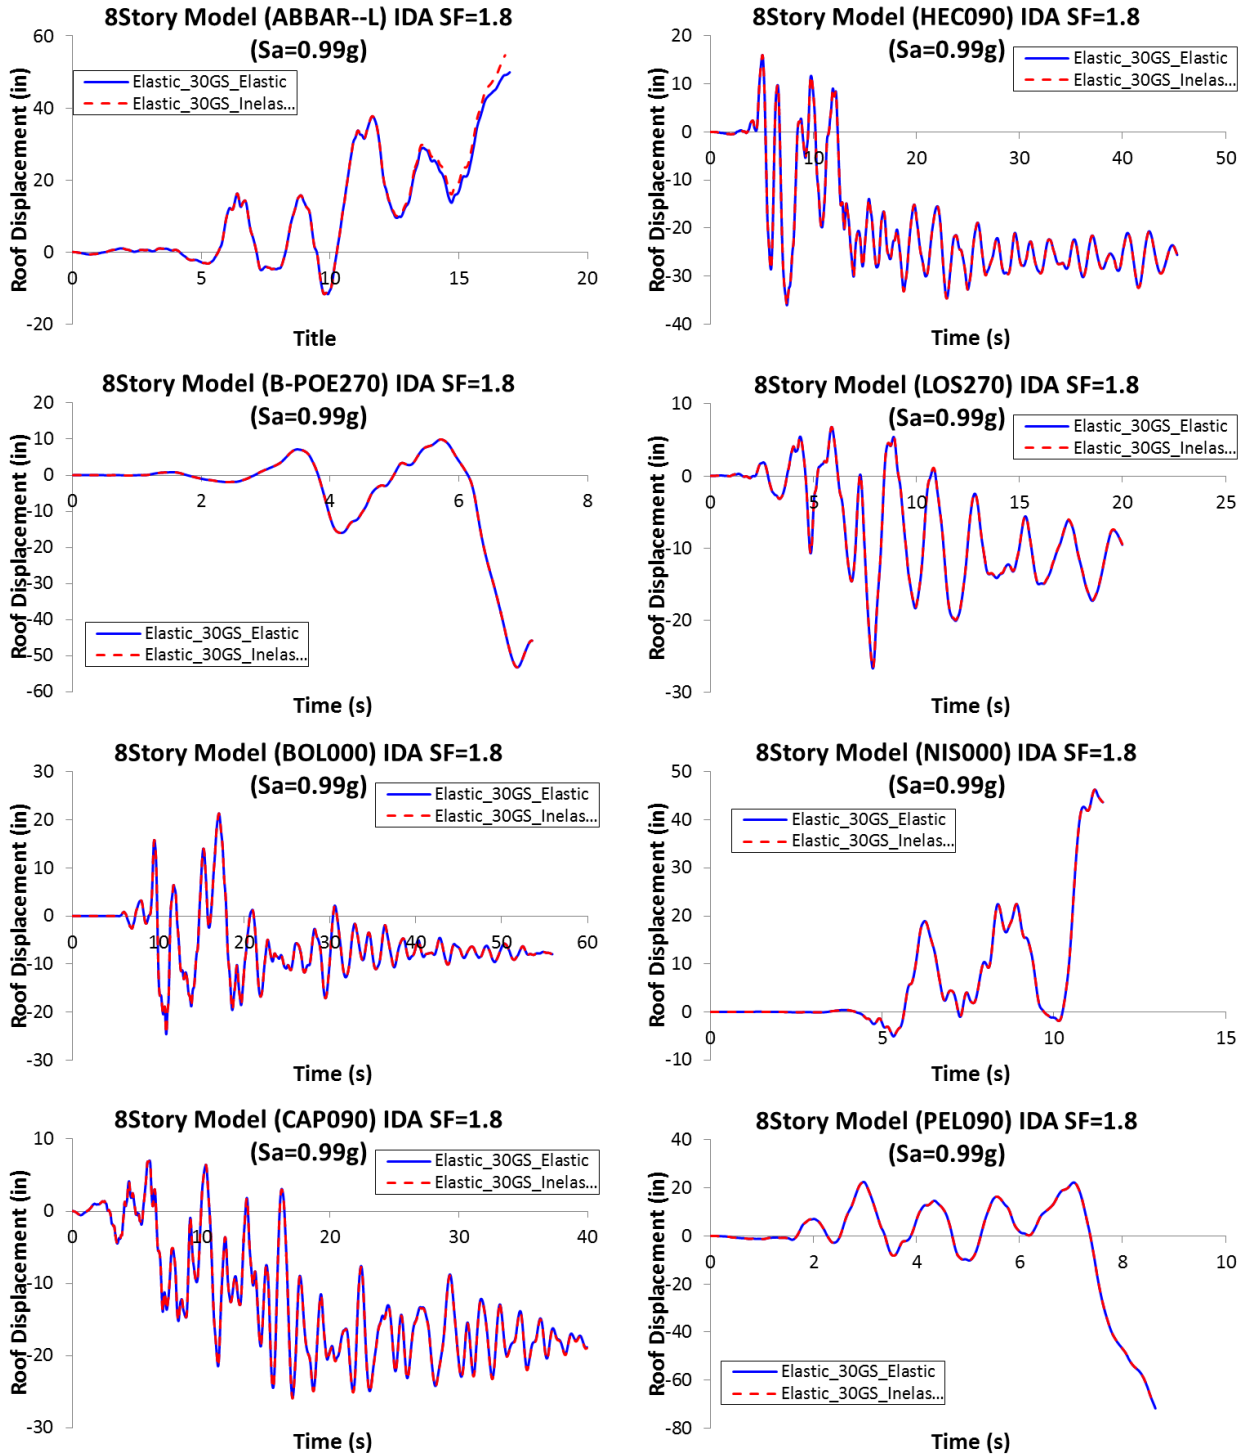 8Story Model (ABBAR--L) IDA SF=1.8
(Sa=0.99g)
Roof Displacement (in)
60
40
20
0
-20
0
5
10
15
20
Elastic_30GS_Elastic
Elastic_30GS_Inelas...
Title
8Story Model (HEC090) IDA SF=1.8
(Sa=0.99g)
Roof Displacement (in)
20
10
0
-10
-20
-30
-40
0
10
20
30
40
50
Elastic_30GS_Elastic
Elastic_30GS_Inelas...
Time (s)
8Story Model (B-POE270) IDA SF=1.8
(Sa=0.99g)
Roof Displacement (in)
20
10
0
-10
-20
-30
-40
-50
-60
0
2
4
6
8
Elastic_30GS_Elastic
Elastic_30GS_Inelas...
Time (s)
8Story Model (LOS270) IDA SF=1.8
(Sa=0.99g)
Roof Displacement (in)
10
0
-10
-20
-30
0
5
10
15
20
25
Elastic_30GS_Elastic
Elastic_30GS_Inelas...
Time (s)
8Story Model (BOL000) IDA SF=1.8
(Sa=0.99g)
Roof Displacement (in)
30
20
10
0
-10
-20
-30
0
10
20
30
40
50
60
Elastic_30GS_Elastic
Elastic_30GS_Inelas...
Time (s)
8Story Model (NIS000) IDA SF=1.8
(Sa=0.99g)
Roof Displacement (in)
50
40
30
20
10
0
-10
0
5
10
15
Elastic_30GS_Elastic
Elastic_30GS_Inelas...
Time (s)
8Story Model (CAP090) IDA SF=1.8
(Sa=0.99g)
Roof Displacement (in)
10
0
-10
-20
-30
0
10
20
30
40
Elastic_30GS_Elastic
Elastic_30GS_Inelas...
Time (s)
8Story Model (PEL090) IDA SF=1.8
(Sa=0.99g)
Roof Displacement (in)
40
20
0
-20
-40
-60
-80
0
2
4
6
8
10
Elastic_30GS_Elastic
Elastic_30GS_Inelas...
Time (s)